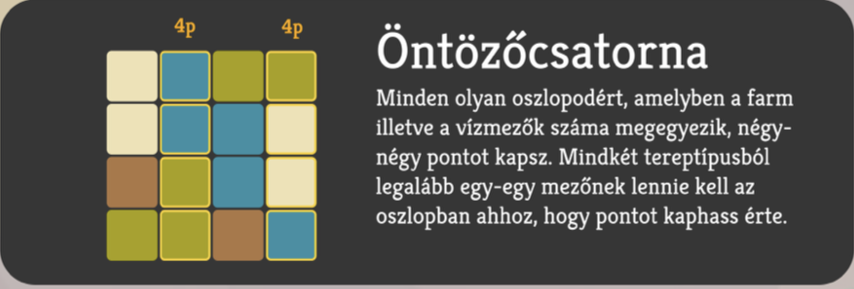 4p 4p
Öntözőcsatorna
Minden olyan oszlopodért, amelyben a farm
illetve a vízmezők száma megegyezik, négy-
négy pontot kapsz. Mindkét tereptípusból
legalább egy-egy mezőnek lennie kell az
oszlopban ahhoz, hogy pontot kaphass érte.